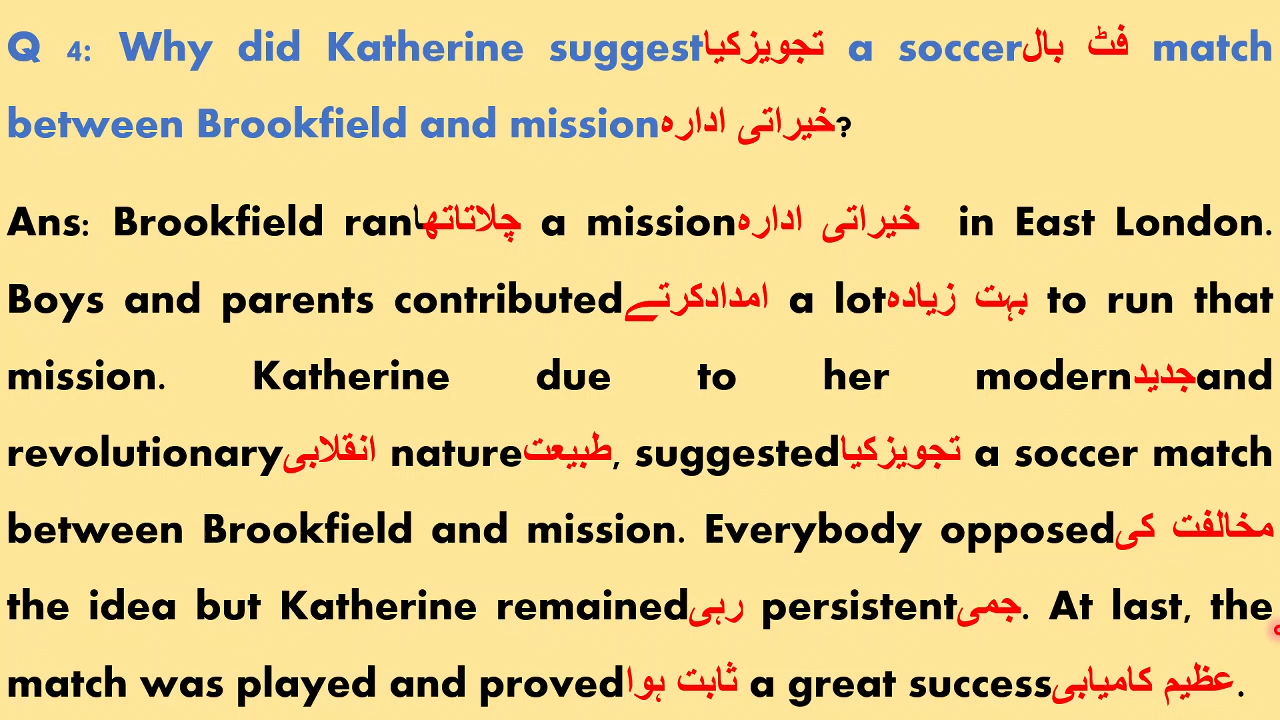 Q 4: Why did Katherine suggestتجویزکیا a soccerفٹ بال match
between Brookfield and missionخیراتی ادارہ?
Ans: Brookfield ranچلاتاتھا a missionخیراتی ادارہ in East London.
Boys and parents contributedامدادکرتے a lotبہت زیادہ to run that
mission. Katherine due to her modernجدیدand
revolutionaryانقلابی natureطبیعت, suggestedتجویزکیا a soccer match
between Brookfield and mission. Everybody opposedمخالفت کی
the idea but Katherine remainedرہی persistentجمی. At last, the
match was played and provedثابت ہوا a great successعظیم کامیابی.